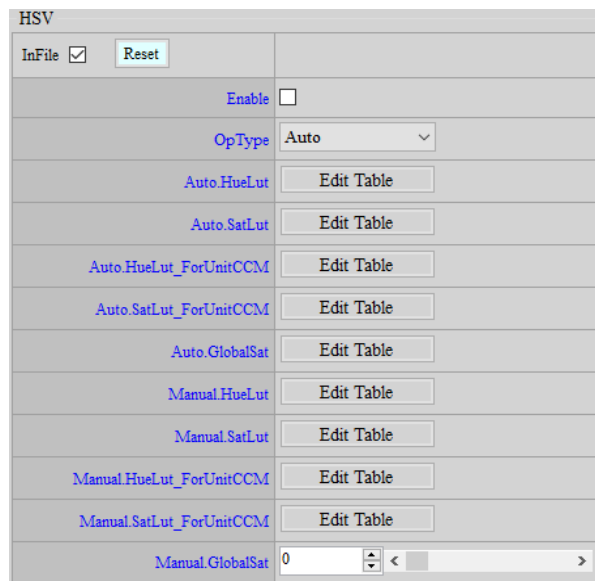 HSV
InFile Reset
Enable
OpType Auto
Auto.HueLut Edit Table
Auto.SatLut Edit Table
Auto.HueLut_ForUnitCCM Edit Table
Auto.SatLut_ForUnitCCM Edit Table
Auto.GlobalSat Edit Table
Manual.HueLut Edit Table
Manual.SatLut Edit Table
Manual.HueLut_ForUnitCCM Edit Table
Manual.SatLut_ForUnitCCM Edit Table
Manual.GlobalSat 0